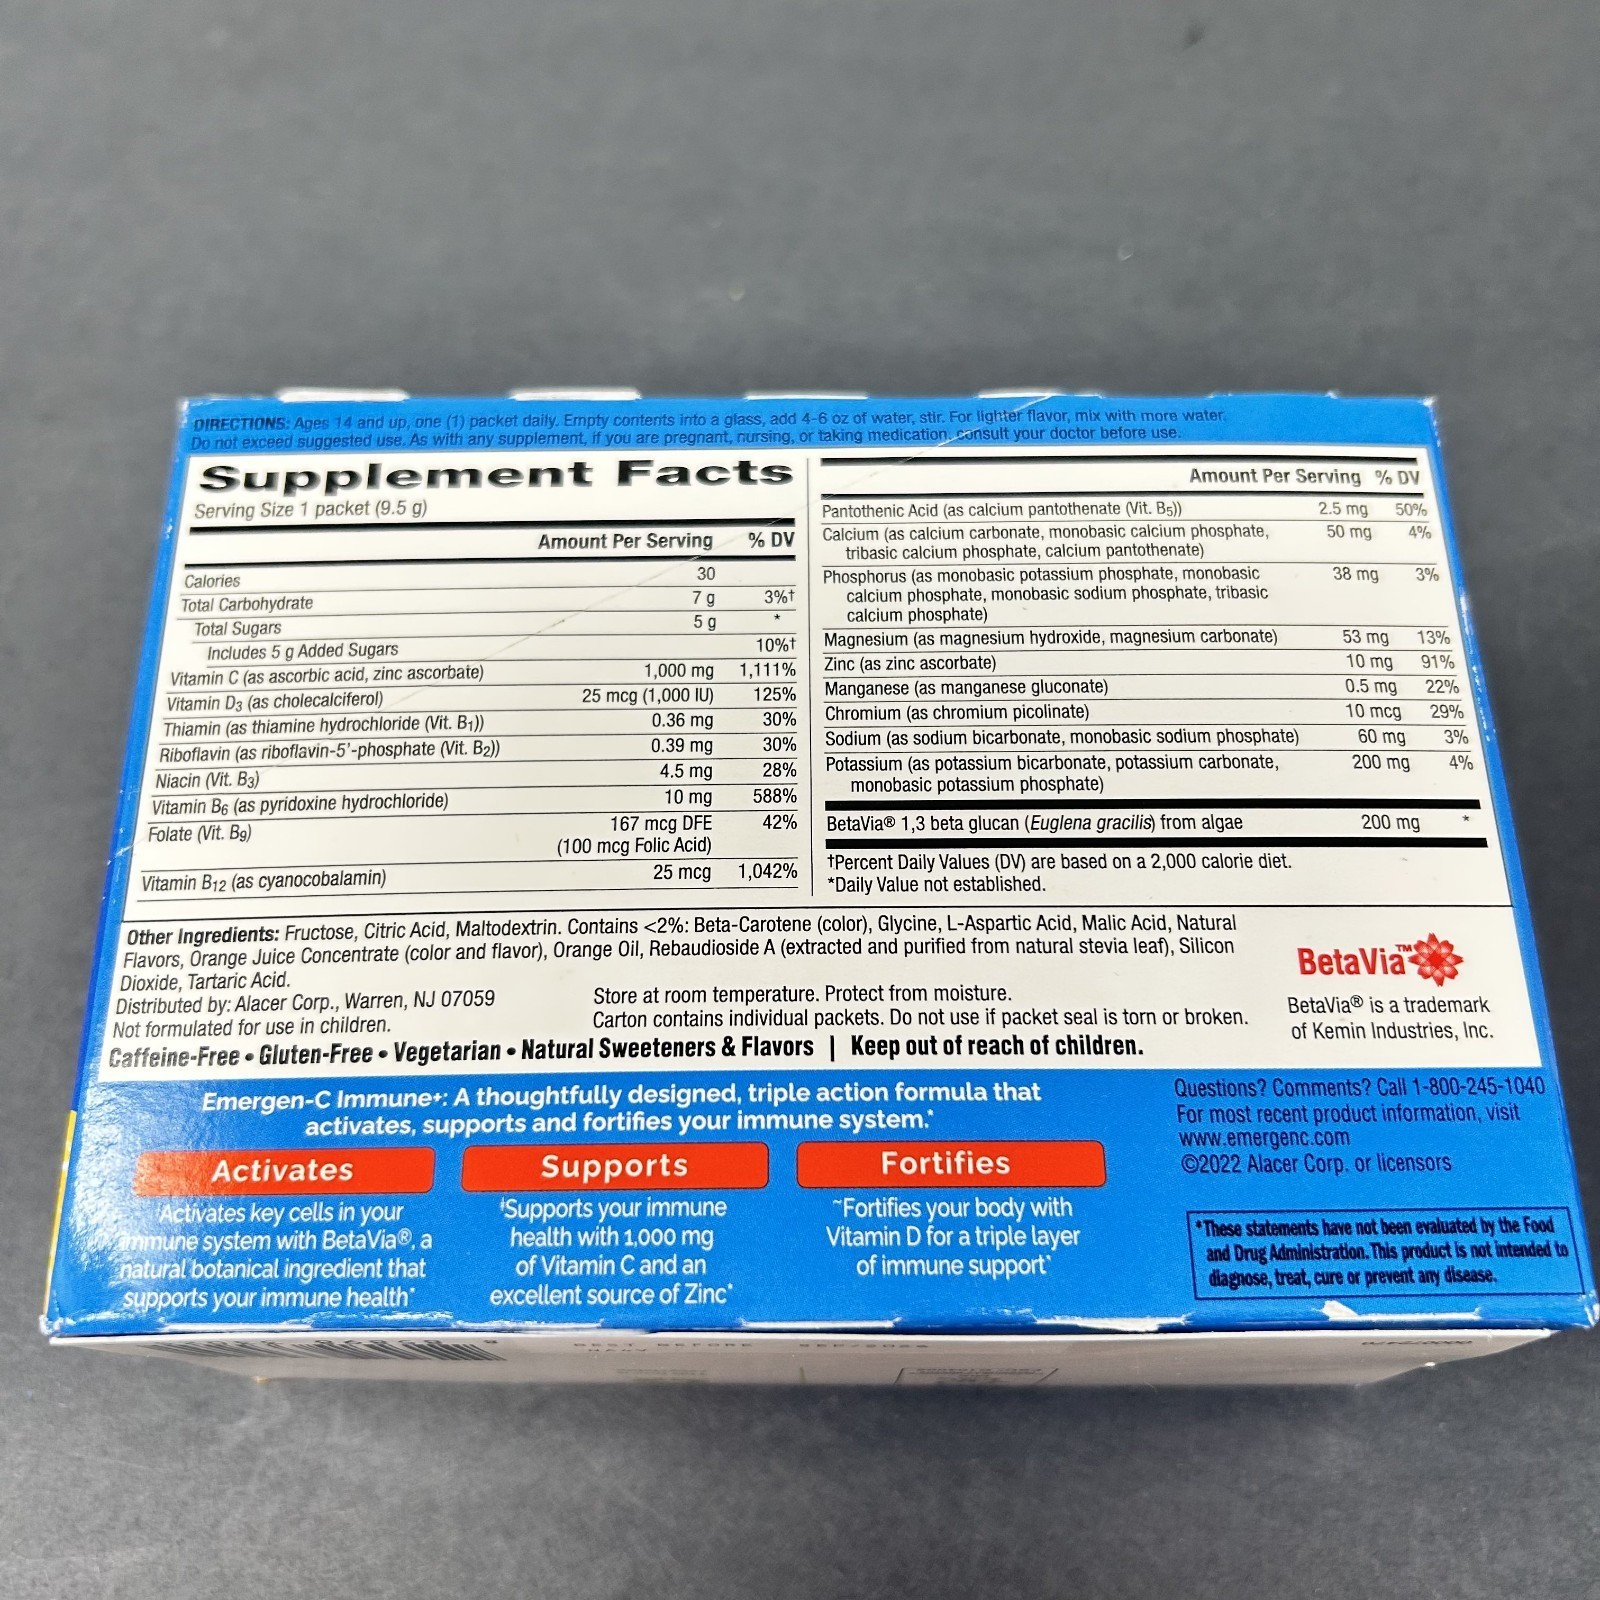 DIRECTIONS: Ages 14 and up, one (1) packet daily. Empty contents into a glass, add 4-6 oz of water, stir. For lighter flavor, mix with more water.
Do not exceed suggested use. As with any supplement, if you are pregnant, nursing, or taking medication, consult your doctor before use.
Supplement Facts
Serving Size 1 packet (9.5 g)
Amount Per Serving % DV
Calories 30
Total Carbohydrate 7 g 3%†
Total Sugars 5 g *
Includes 5 g Added Sugars 10%†
Vitamin C (as ascorbic acid, zinc ascorbate) 1,000 mg 1,111%
Vitamin D3 (as cholecalciferol) 25 mcg (1,000 IU) 125%
Thiamin (as thiamine hydrochloride (Vit. B1)) 0.36 mg 30%
Riboflavin (as riboflavin-5'-phosphate (Vit. B2)) 0.39 mg 30%
Niacin (Vit. B3) 4.5 mg 28%
Vitamin B6 (as pyridoxine hydrochloride) 10 mg 588%
Folate (Vit. B9) 167 mcg DFE 42%
(100 mcg Folic Acid)
Vitamin B12 (as cyanocobalamin) 25 mcg 1,042%
Amount Per Serving % DV
Pantothenic Acid (as calcium pantothenate (Vit. B5)) 2.5 mg 50%
Calcium (as calcium carbonate, monobasic calcium phosphate, 50 mg 4%
tribasic calcium phosphate, calcium pantothenate)
Phosphorus (as monobasic potassium phosphate, monobasic 38 mg 3%
calcium phosphate, monobasic sodium phosphate, tribasic
calcium phosphate)
Magnesium (as magnesium hydroxide, magnesium carbonate) 53 mg 13%
Zinc (as zinc ascorbate) 10 mg 91%
Manganese (as manganese gluconate) 0.5 mg 22%
Chromium (as chromium picolinate) 10 mcg 29%
Sodium (as sodium bicarbonate, monobasic sodium phosphate) 60 mg 3%
Potassium (as potassium bicarbonate, potassium carbonate, 200 mg 4%
monobasic potassium phosphate)
BetaVia® 1,3 beta glucan (Euglena gracilis) from algae 200 mg *
†Percent Daily Values (DV) are based on a 2,000 calorie diet.
*Daily Value not established.
Other Ingredients: Fructose, Citric Acid, Maltodextrin. Contains <2%: Beta-Carotene (color), Glycine, L-Aspartic Acid, Malic Acid, Natural
Flavors, Orange Juice Concentrate (color and flavor), Orange Oil, Rebaudioside A (extracted and purified from natural stevia leaf), Silicon
Dioxide, Tartaric Acid.
Distributed by: Alacer Corp., Warren, NJ 07059
Not formulated for use in children.
Store at room temperature. Protect from moisture.
Carton contains individual packets. Do not use if packet seal is torn or broken.
Caffeine-Free • Gluten-Free • Vegetarian • Natural Sweeteners & Flavors | Keep out of reach of children.
BetaVia™
BetaVia® is a trademark
of Kemin Industries, Inc.
Emergen-C Immune+: A thoughtfully designed, triple action formula that
activates, supports and fortifies your immune system.*
Activates
Activates key cells in your
immune system with BetaVia®, a
natural botanical ingredient that
supports your immune health*
Supports
‡Supports your immune
health with 1,000 mg
of Vitamin C and an
excellent source of Zinc*
Fortifies
~Fortifies your body with
Vitamin D for a triple layer
of immune support*
Questions? Comments? Call 1-800-245-1040
For most recent product information, visit
www.emergenc.com
©2022 Alacer Corp. or licensors
*These statements have not been evaluated by the Food
and Drug Administration. This product is not intended to
diagnose, treat, cure or prevent any disease.
BEST BEFORE